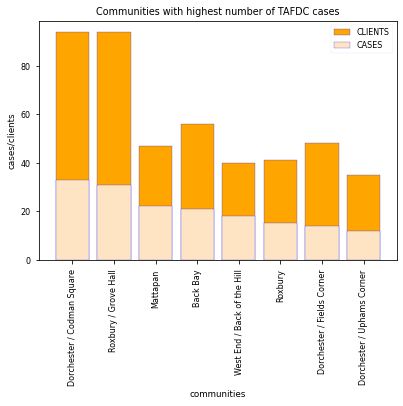 Communities with highest number of TAFDC cases
CLIENTS
CASES
cases/clients
80
60
40
20
0
Dorchester / Codman Square
Roxbury / Grove Hall
Mattapan
Back Bay
West End / Back of the Hill
Roxbury
Dorchester / Fields Corner
Dorchester / Uphams Corner
communities